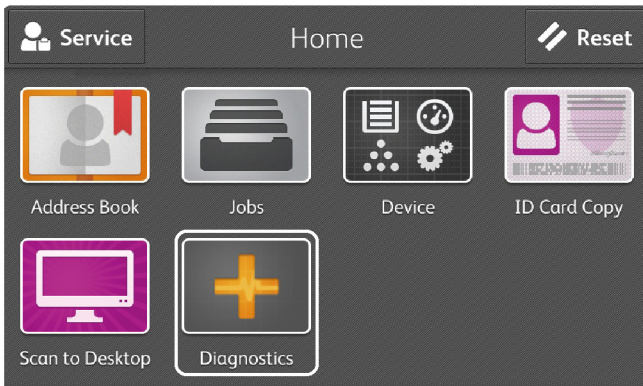 Service
Home
Reset
Address Book
Jobs
Device
ID Card Copy
Scan to Desktop
Diagnostics